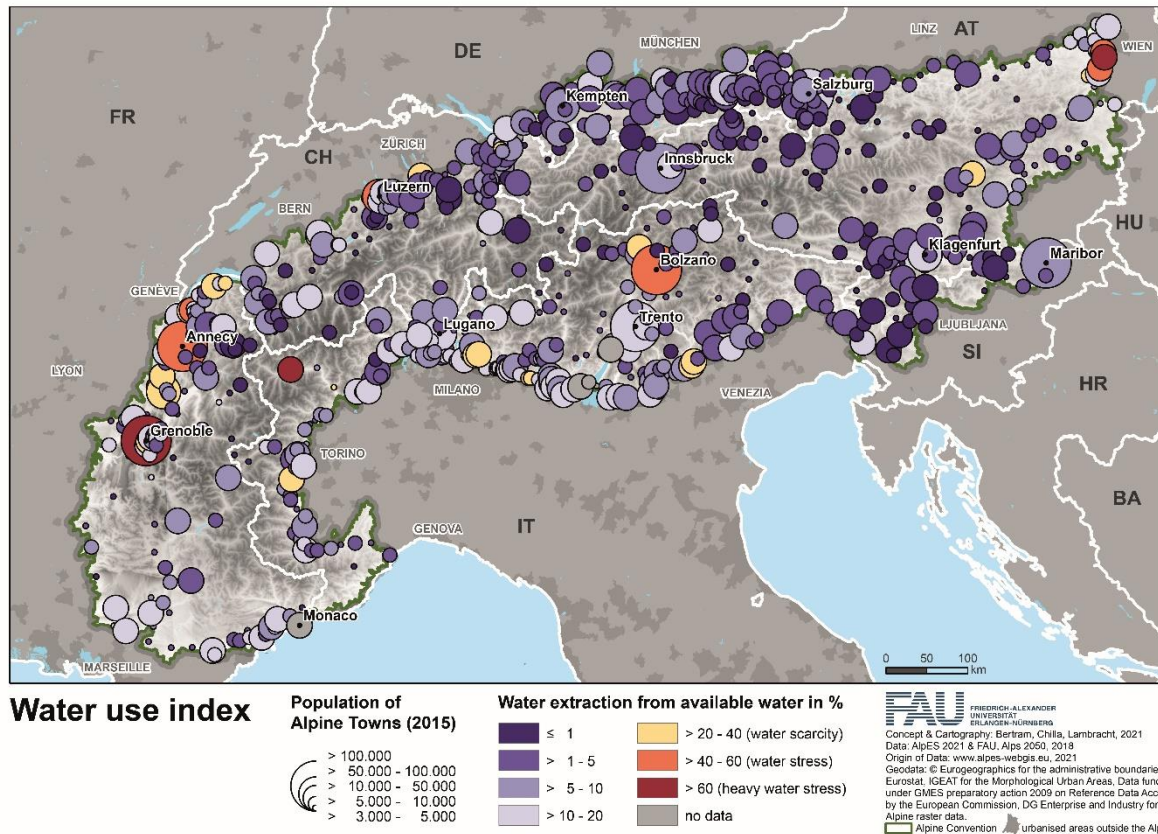 DE
MÜNCHEN
LINZ
AT
WIEN
FR
Kempten
Salzburg
CH
ZÜRICH
Innsbruck
Luzern
BERN
HU
Klagenfurt
Maribor
Bolzano
GENÈVE
Annecy
Lugano
Trento
LJUBLJANA
SI
LYON
MILANO
VENEZIA
HR
Grenoble
TORINO
BA
GENOVA
IT
Monaco
MARSEILLE
0 50 100
km
Water use index
Population of
Alpine Towns (2015)
> 100.000
> 50.000 - 100.000
> 10.000 - 50.000
> 5.000 - 10.000
> 3.000 - 5.000
Water extraction from available water in %
≤ 1
> 1 - 5
> 5 - 10
> 10 - 20
> 20 - 40 (water scarcity)
> 40 - 60 (water stress)
> 60 (heavy water stress)
no data
FAU
FRIEDRICH-ALEXANDER
UNIVERSITÄT
ERLANGEN-NÜRNBERG
Concept & Cartography: Bertram, Chilla, Lambracht, 2021
Data: AlpES 2021 & FAU, Alps 2050, 2018
Origin of Data: www.alpes-webgis.eu, 2021
Geodata: © Eurogeographics for the administrative boundarie
Eurostat, IGEAT for the Morphological Urban Areas, Data fund
under GMES preparatory action 2009 on Reference Data Acc
by the European Commission, DG Enterprise and Industry for
Alpine raster data.
Alpine Convention
urbanised areas outside the Al